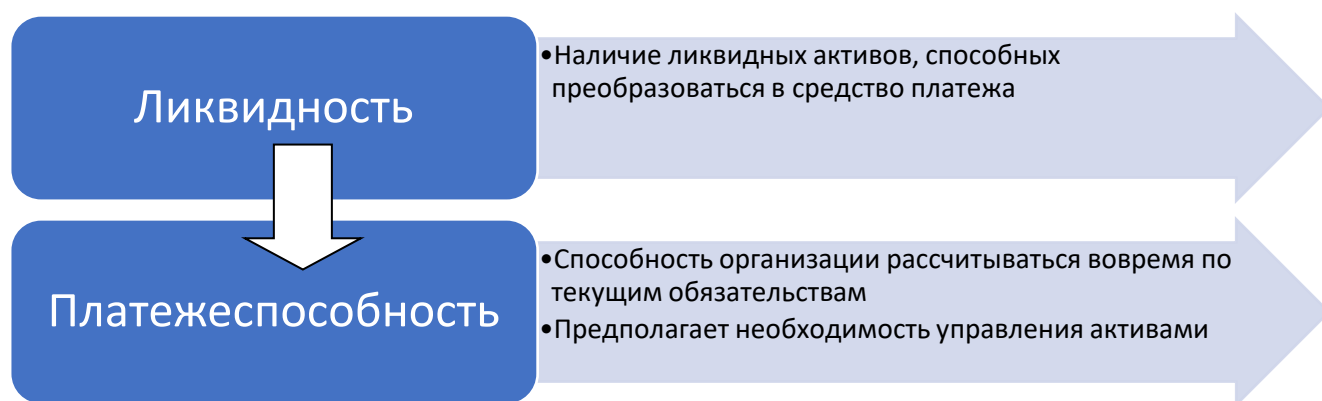 Ликвидность
•Наличие ликвидных активов, способных
преобразоваться в средство платежа
Платежеспособность
•Способность организации рассчитываться вовремя по
текущим обязательствам
•Предполагает необходимость управления активами